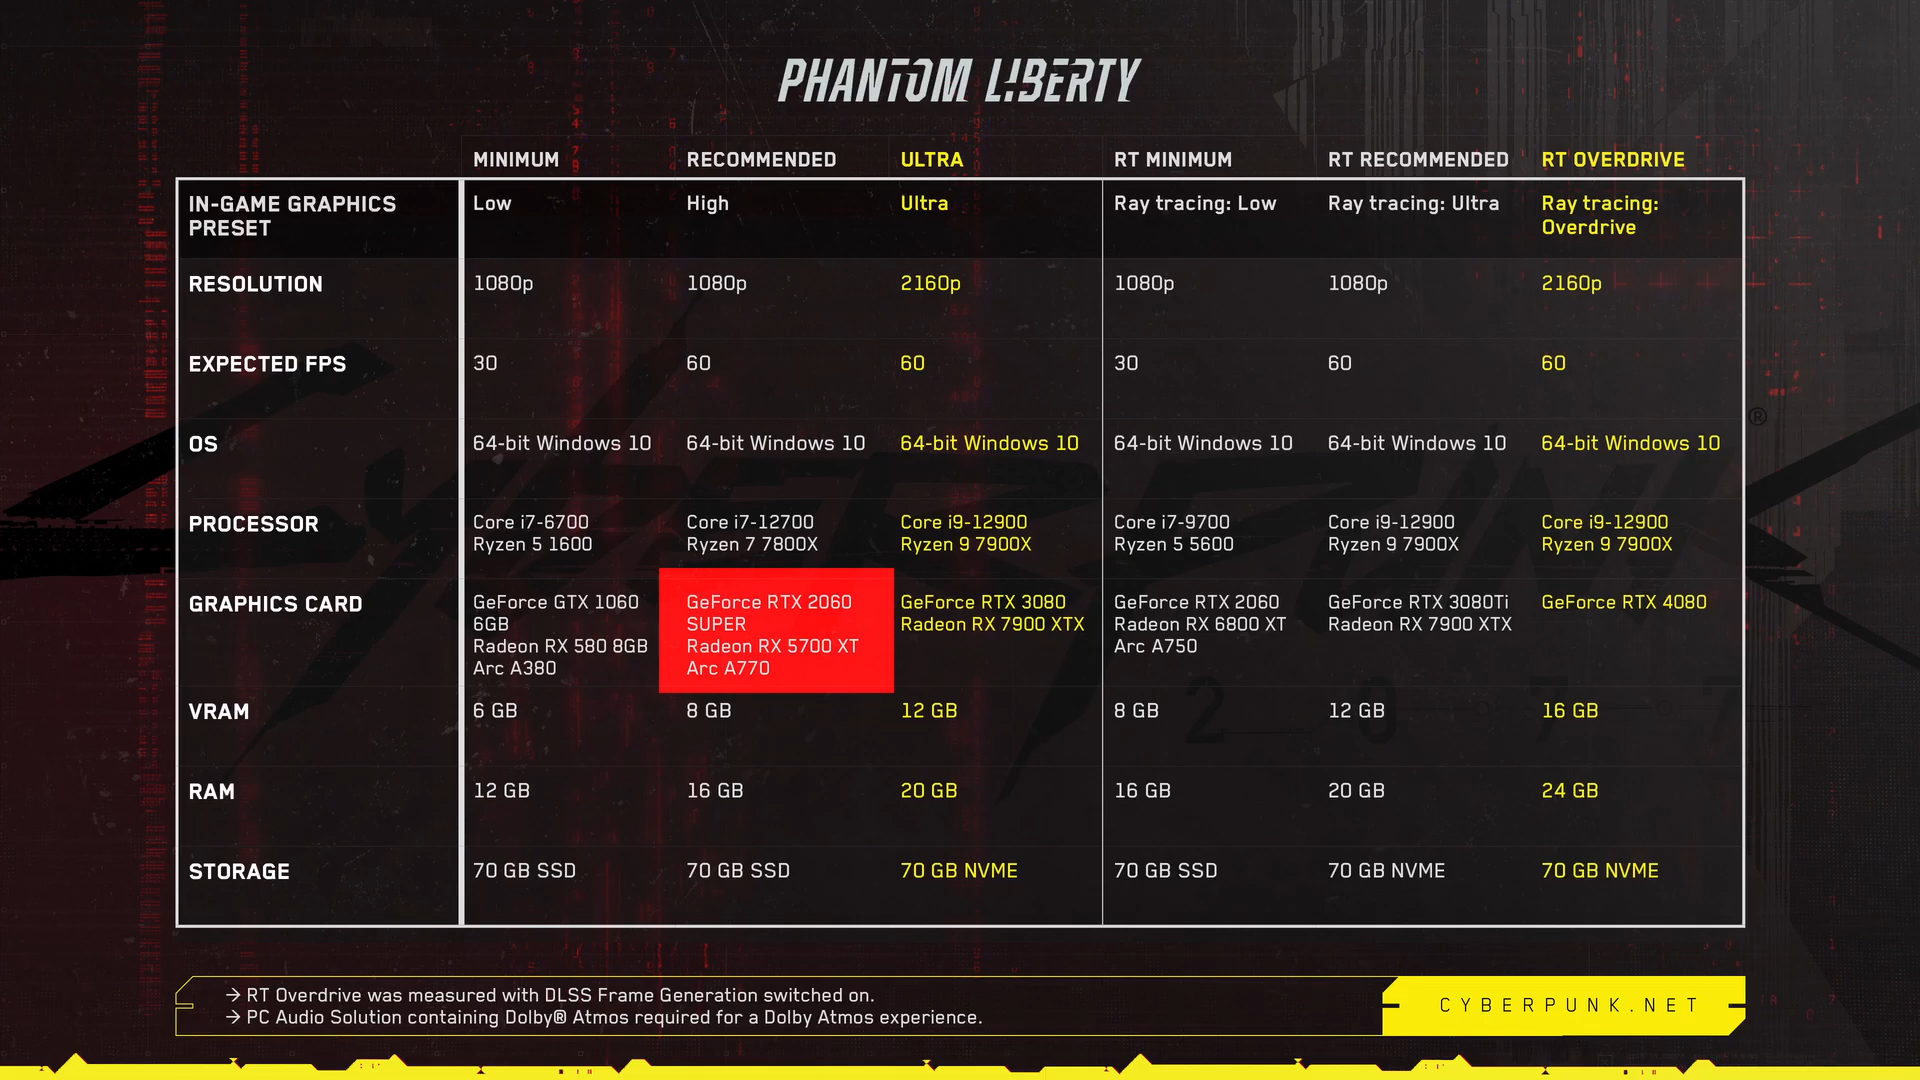 PHANTOM LIBERTY
MINIMUM RECOMMENDED ULTRA RT MINIMUM RT RECOMMENDED RT OVERDRIVE
IN-GAME GRAPHICS PRESET Low High Ultra Ray tracing: Low Ray tracing: Ultra Ray tracing: Overdrive
RESOLUTION 1080p 1080p 2160p 1080p 1080p 2160p
EXPECTED FPS 30 60 60 30 60 60
OS 64-bit Windows 10 64-bit Windows 10 64-bit Windows 10 64-bit Windows 10 64-bit Windows 10 64-bit Windows 10
PROCESSOR
Core i7-6700 Core i7-12700 Core i9-12900 Core i7-9700 Core i9-12900 Core i9-12900
Ryzen 5 1600 Ryzen 7 7800X Ryzen 9 7900X Ryzen 5 5600 Ryzen 9 7900X Ryzen 9 7900X
GRAPHICS CARD
GeForce GTX 1060 6GB
Radeon RX 580 8GB
Arc A380
GeForce RTX 2060 SUPER
Radeon RX 5700 XT
Arc A770
GeForce RTX 3080
Radeon RX 7900 XTX
GeForce RTX 2060
Radeon RX 6800 XT
Arc A750
GeForce RTX 3080Ti
Radeon RX 7900 XTX
GeForce RTX 4080
VRAM 6 GB 8 GB 12 GB 8 GB 12 GB 16 GB
RAM 12 GB 16 GB 20 GB 16 GB 20 GB 24 GB
STORAGE 70 GB SSD 70 GB SSD 70 GB NVME 70 GB SSD 70 GB NVME 70 GB NVME
→ RT Overdrive was measured with DLSS Frame Generation switched on.
→ PC Audio Solution containing Dolby® Atmos required for a Dolby Atmos experience.
CYBERPUNK.NET